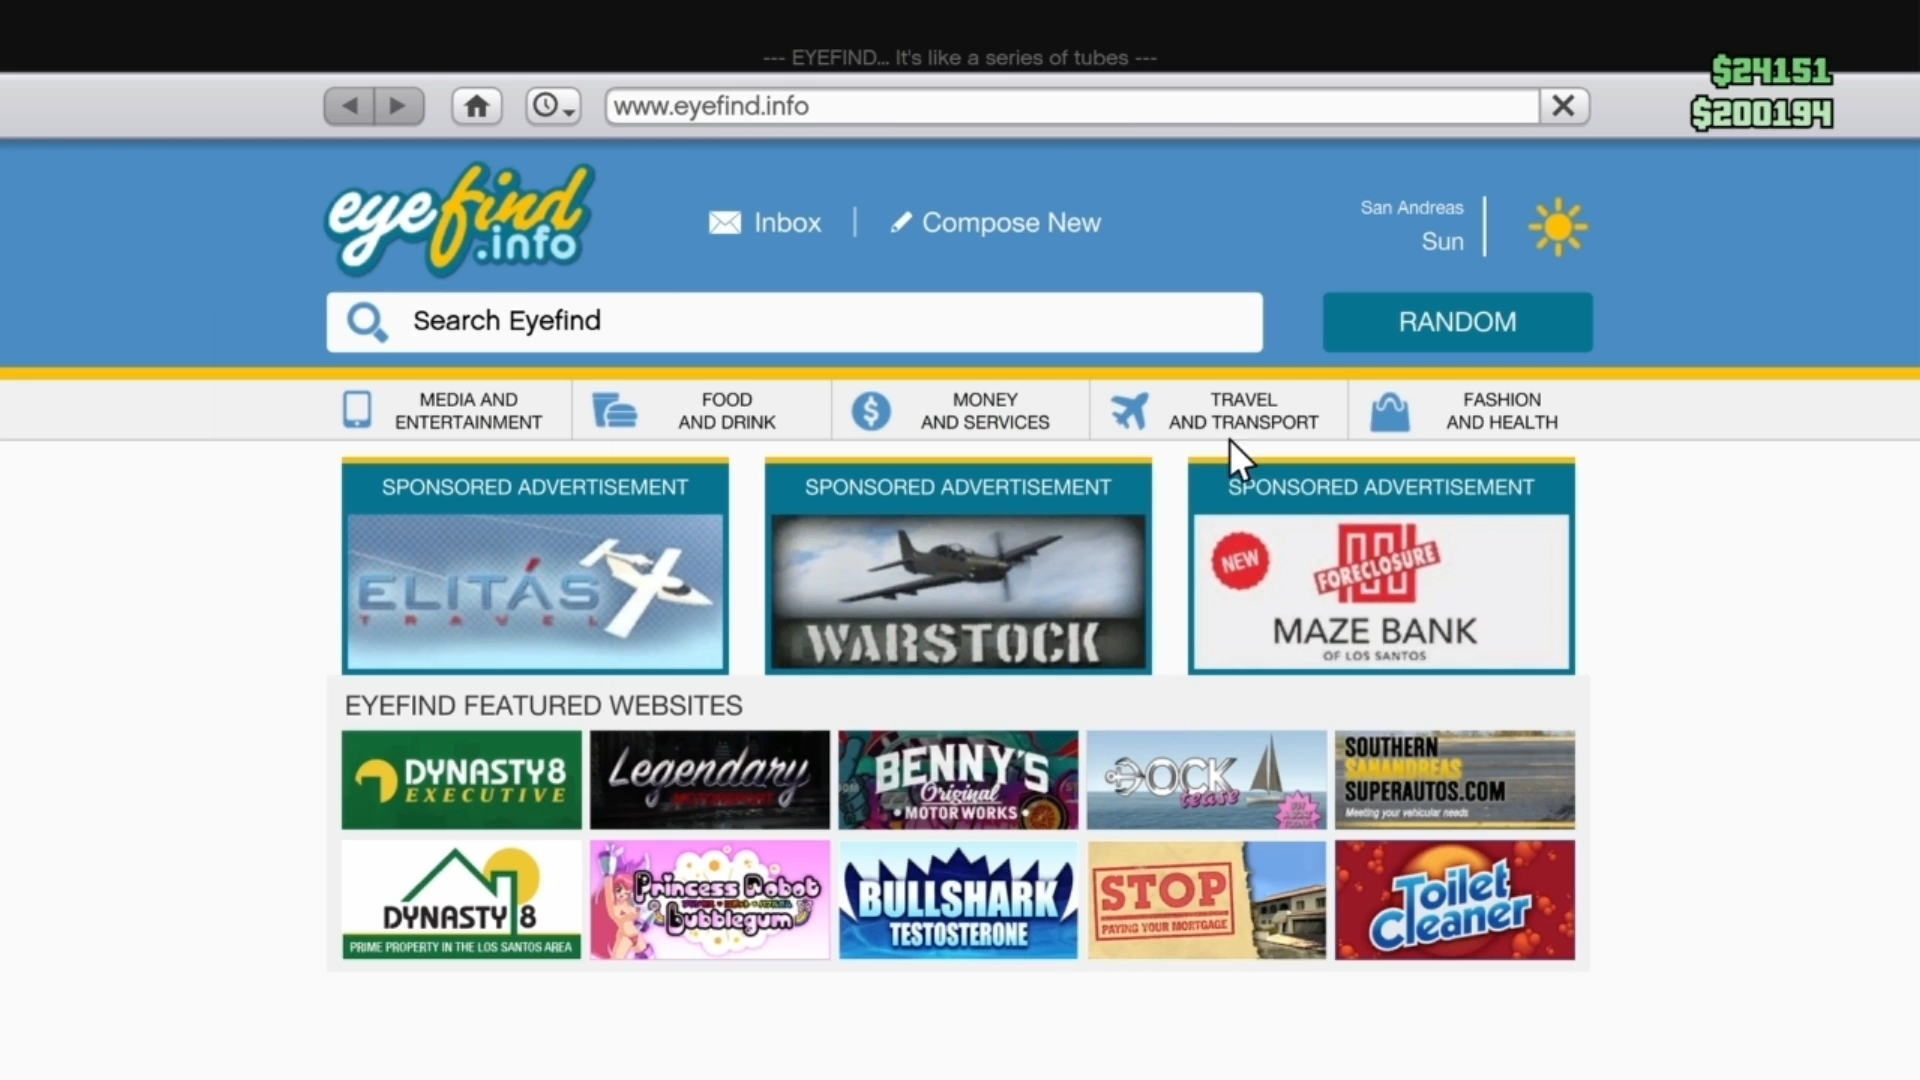 --- EYEFIND... It's like a series of tubes ---
$24151
www.eyefind.info
$200194
eyefind
.info
Inbox
Compose New
San Andreas
Sun
Search Eyefind
RANDOM
MEDIA AND
ENTERTAINMENT
FOOD
AND DRINK
MONEY
AND SERVICES
TRAVEL
AND TRANSPORT
FASHION
AND HEALTH
SPONSORED ADVERTISEMENT
ELITÁS
TRAVEL
SPONSORED ADVERTISEMENT
WARSTOCK
SPONSORED ADVERTISEMENT
NEW
FORECLOSURE
MAZE BANK
OF LOS SANTOS
EYEFIND FEATURED WEBSITES
DYNASTY8
EXECUTIVE
Legendary
MOTORSPORT
BENNY'S
Original
• MOTOR WORKS •
DOCK
tease
SOUTHERN
SANANDREAS
SUPERAUTOS.COM
Meeting your vehicular needs
DYNASTY 8
PRIME PROPERTY IN THE LOS SANTOS AREA
Princess Robot
Bubblegum
BULLSHARK
TESTOSTERONE
STOP
PAYING YOUR MORTGAGE
Toilet
Cleaner